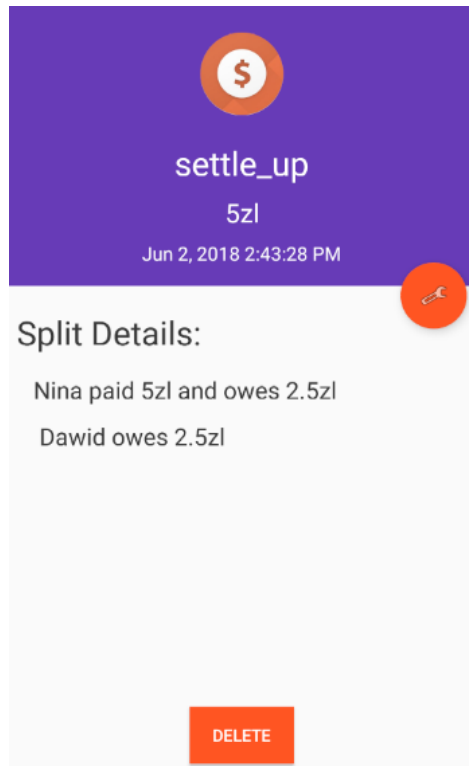 $
settle_up
5zl
Jun 2, 2018 2:43:28 PM
Split Details:
Nina paid 5zl and owes 2.5zl
Dawid owes 2.5zl
DELETE